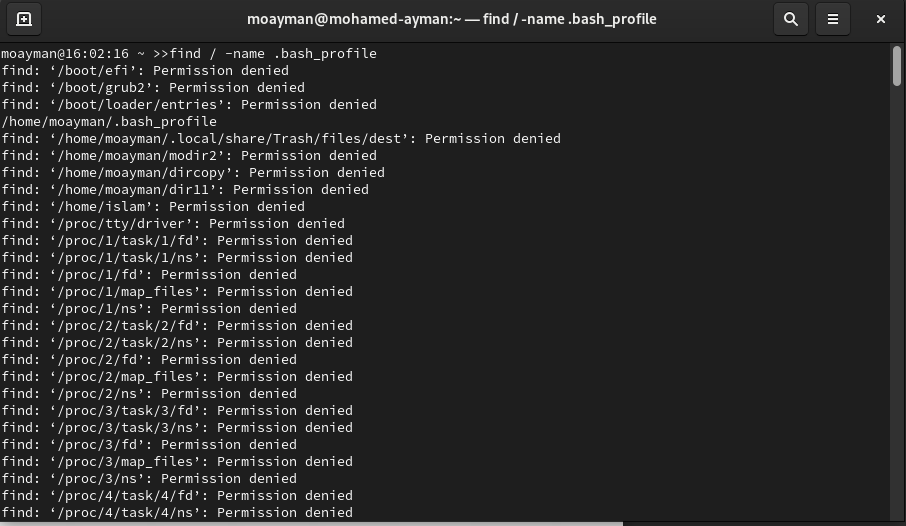 moayman@mohamed-ayman:~ — find / -name .bash_profile
moayman@16:02:16 ~ >>find / -name .bash_profile
find: ‘/boot/efi’: Permission denied
find: ‘/boot/grub2’: Permission denied
find: ‘/boot/loader/entries’: Permission denied
/home/moayman/.bash_profile
find: ‘/home/moayman/.local/share/Trash/files/dest’: Permission denied
find: ‘/home/moayman/modir2’: Permission denied
find: ‘/home/moayman/dircopy’: Permission denied
find: ‘/home/moayman/dir11’: Permission denied
find: ‘/home/islam’: Permission denied
find: ‘/proc/tty/driver’: Permission denied
find: ‘/proc/1/task/1/fd’: Permission denied
find: ‘/proc/1/task/1/ns’: Permission denied
find: ‘/proc/1/fd’: Permission denied
find: ‘/proc/1/map_files’: Permission denied
find: ‘/proc/1/ns’: Permission denied
find: ‘/proc/2/task/2/fd’: Permission denied
find: ‘/proc/2/task/2/ns’: Permission denied
find: ‘/proc/2/fd’: Permission denied
find: ‘/proc/2/map_files’: Permission denied
find: ‘/proc/2/ns’: Permission denied
find: ‘/proc/3/task/3/fd’: Permission denied
find: ‘/proc/3/task/3/ns’: Permission denied
find: ‘/proc/3/fd’: Permission denied
find: ‘/proc/3/map_files’: Permission denied
find: ‘/proc/3/ns’: Permission denied
find: ‘/proc/4/task/4/fd’: Permission denied
find: ‘/proc/4/task/4/ns’: Permission denied